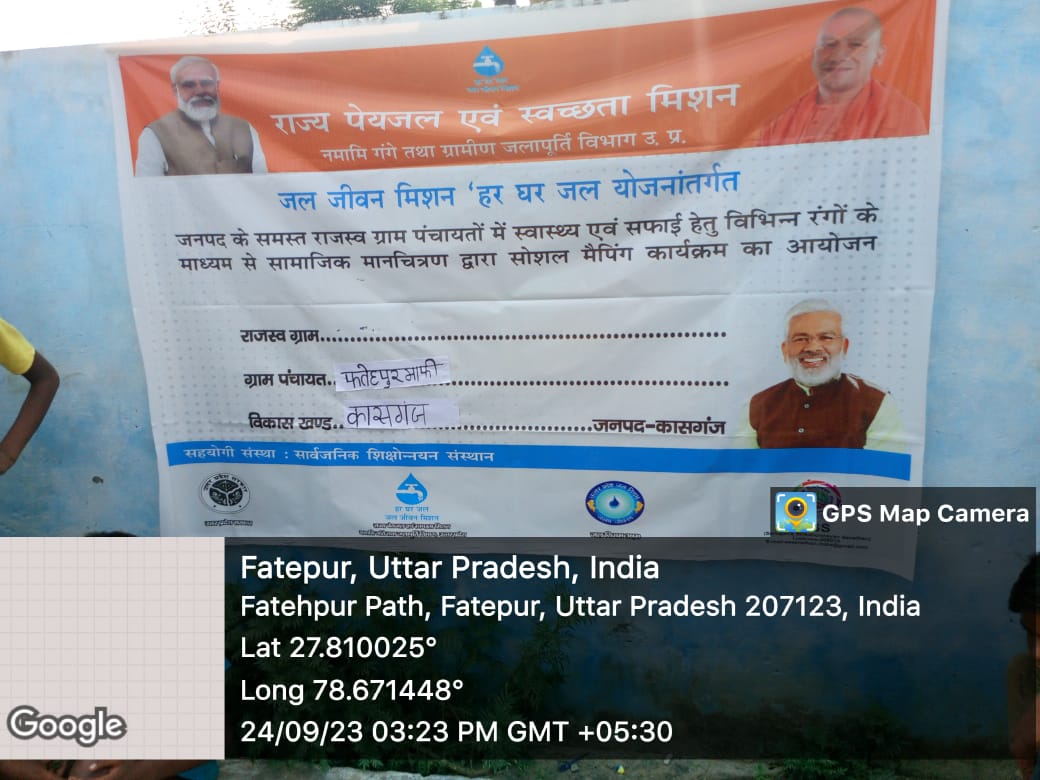 राज्य पेयजल एवं स्वच्छता मिशन
नमामि गंगे तथा ग्रामीण जलापूर्ति विभाग उ. प्र.
जल जीवन मिशन ‘हर घर जल योजनांतर्गत
जनपद के समस्त राजस्व ग्राम पंचायतों में स्वास्थ्य एवं सफाई हेतु विभिन्न रंगों के
माध्यम से सामाजिक मानचित्रण द्वारा सोशल मैपिंग कार्यक्रम का आयोजन
राजस्व ग्राम..........................................................
ग्राम पंचायत.. फतेहपुर माफी ..........................................
विकास खण्ड.. कासगंज ..............................जनपद-कासगंज
सहयोगी संस्था : सार्वजनिक शिक्षोन्नयन संस्थान
हर घर जल
जल जीवन मिशन
GPS Map Camera
Fatepur, Uttar Pradesh, India
Fatehpur Path, Fatepur, Uttar Pradesh 207123, India
Lat 27.810025°
Long 78.671448°
24/09/23 03:23 PM GMT +05:30
Google